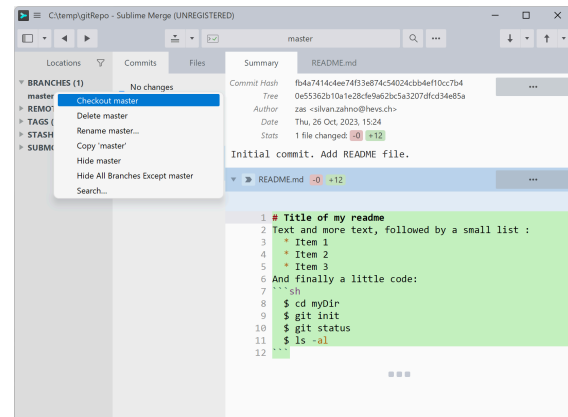 C:\temp\gitRepo - Sublime Merge (UNREGISTERED)
master
Locations
Commits
Files
Summary
README.md
BRANCHES (1)
master
REMOT
TAGS (
STASH
SUBMO
No changes
Checkout master
Delete master
Rename master...
Copy 'master'
Hide master
Hide All Branches Except master
Search...
Commit Hash fb4a7414c4ee74f33e874c54024cbb4ef10cc7b4
Tree 0e55362b10a1e28cfe9a62bc5a3207dfcd34e85a
Author zas <silvan.zahno@hevs.ch>
Date Thu, 26 Oct, 2023, 15:24
Stats 1 file changed: -0 +12
Initial commit. Add README file.
README.md -0 +12
1 # Title of my readme
2 Text and more text, followed by a small list :
3 * Item 1
4 * Item 2
5 * Item 3
6 And finally a little code:
7 ```sh
8 $ cd myDir
9 $ git init
10 $ git status
11 $ ls -al
12 ```